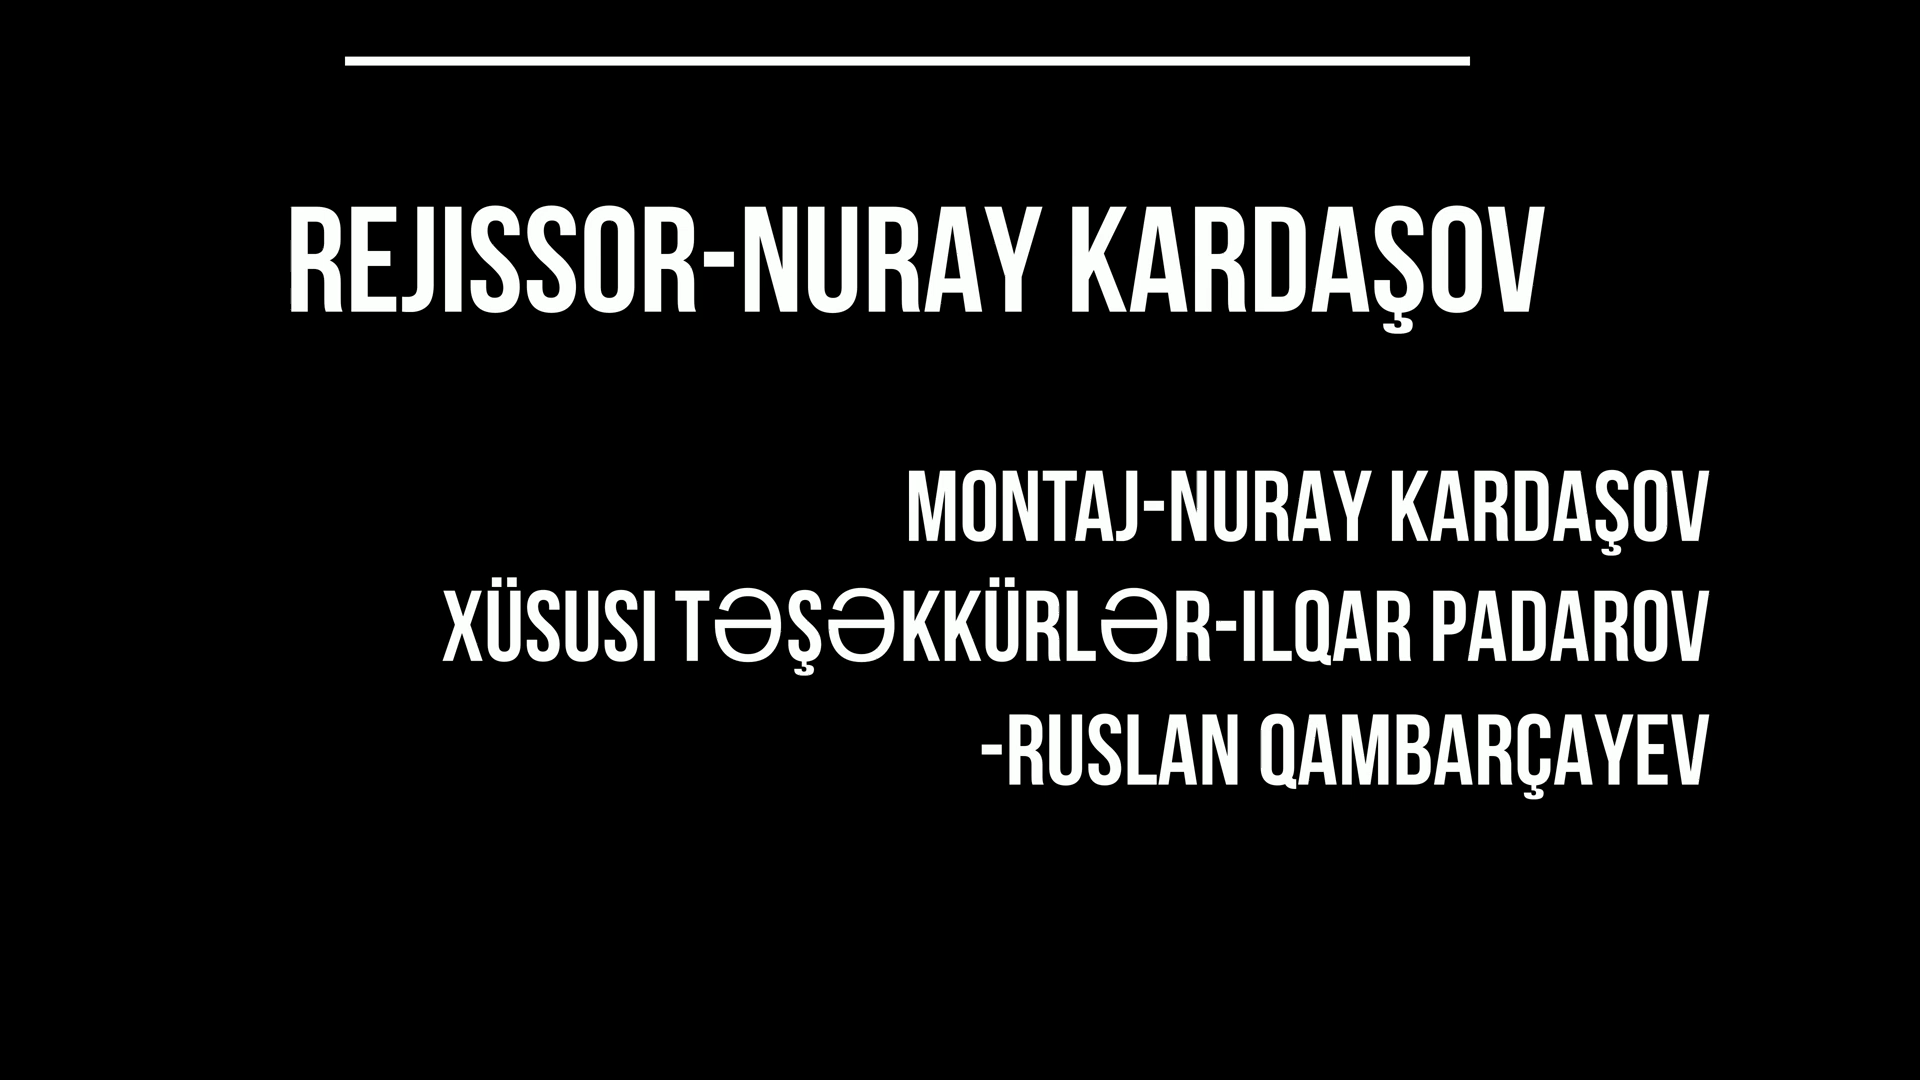 REJISSOR-NURAY KARDAŞOV
MONTAJ-NURAY KARDAŞOV
XÜSUSI TƏŞƏKKÜRLƏR-ILQAR PADAROV
-RUSLAN QAMBARÇAYEV